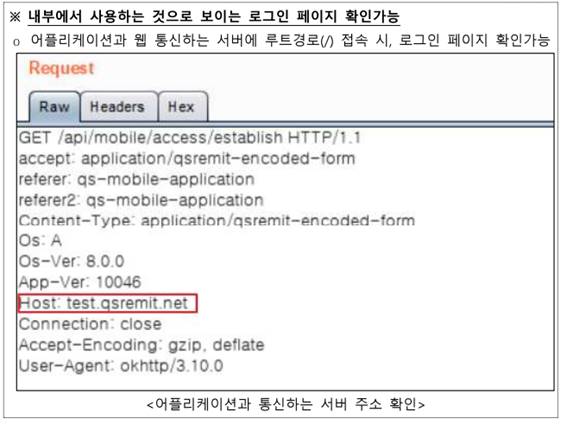 ※ 내부에서 사용하는 것으로 보이는 로그인 페이지 확인가능
o 어플리케이션과 웹 통신하는 서버에 루트경로(/) 접속 시, 로그인 페이지 확인가능
Request
Raw Headers Hex
GET /api/mobile/access/establish HTTP/1.1
accept: application/qsremit-encoded-form
referer: qs-mobile-application
referer2: qs-mobile-application
Content-Type: application/qsremit-encoded-form
Os: A
Os-Ver: 8.0.0
App-Ver: 10046
Host: test.qsremit.net
Connection: close
Accept-Encoding: gzip, deflate
User-Agent: okhttp/3.10.0
<어플리케이션과 통신하는 서버 주소 확인>